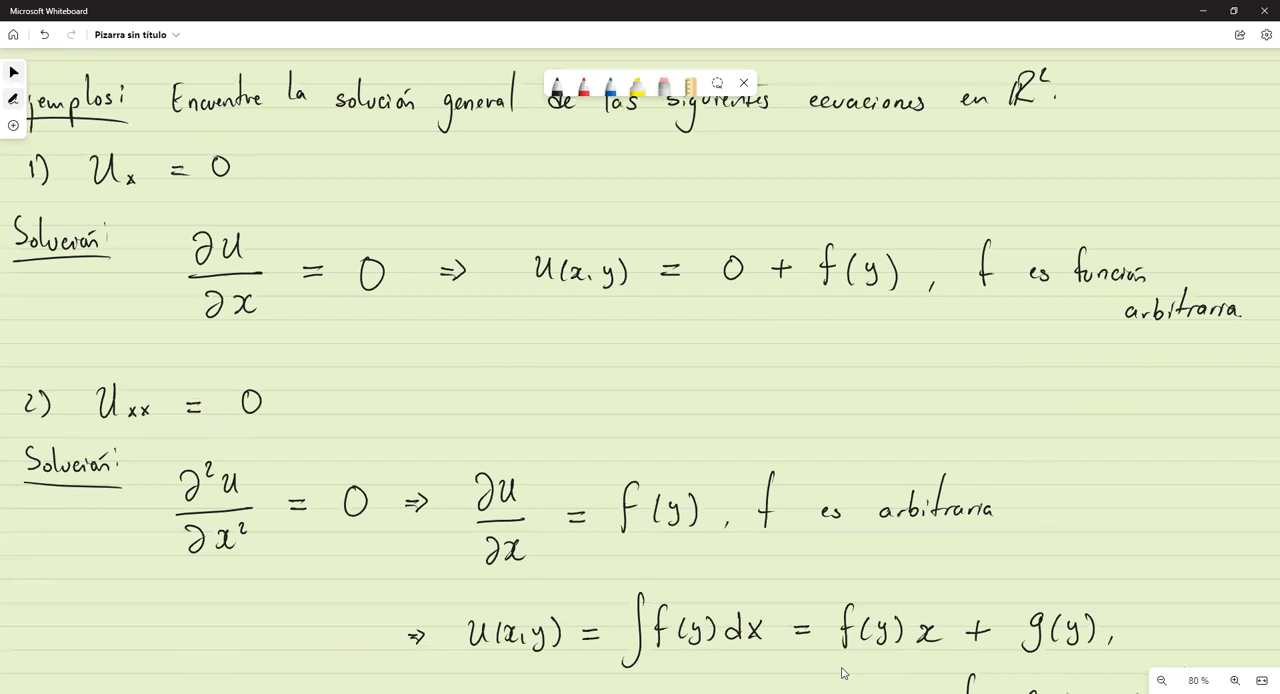 Microsoft Whiteboard
Pizarra sin título
jemplos: Encuentre la solución general de las siguientes ecuaciones en ℝ².
1) Uₓ = 0
Solución: ∂u/∂x = 0 ⇒ u(x,y) = 0 + f(y), f es función
arbitraria.
2) Uₓₓ = 0
Solución: ∂²u/∂x² = 0 ⇒ ∂u/∂x = f(y), f es arbitraria
⇒ u(x,y) = ∫f(y)dx = f(y)x + g(y),
80 %